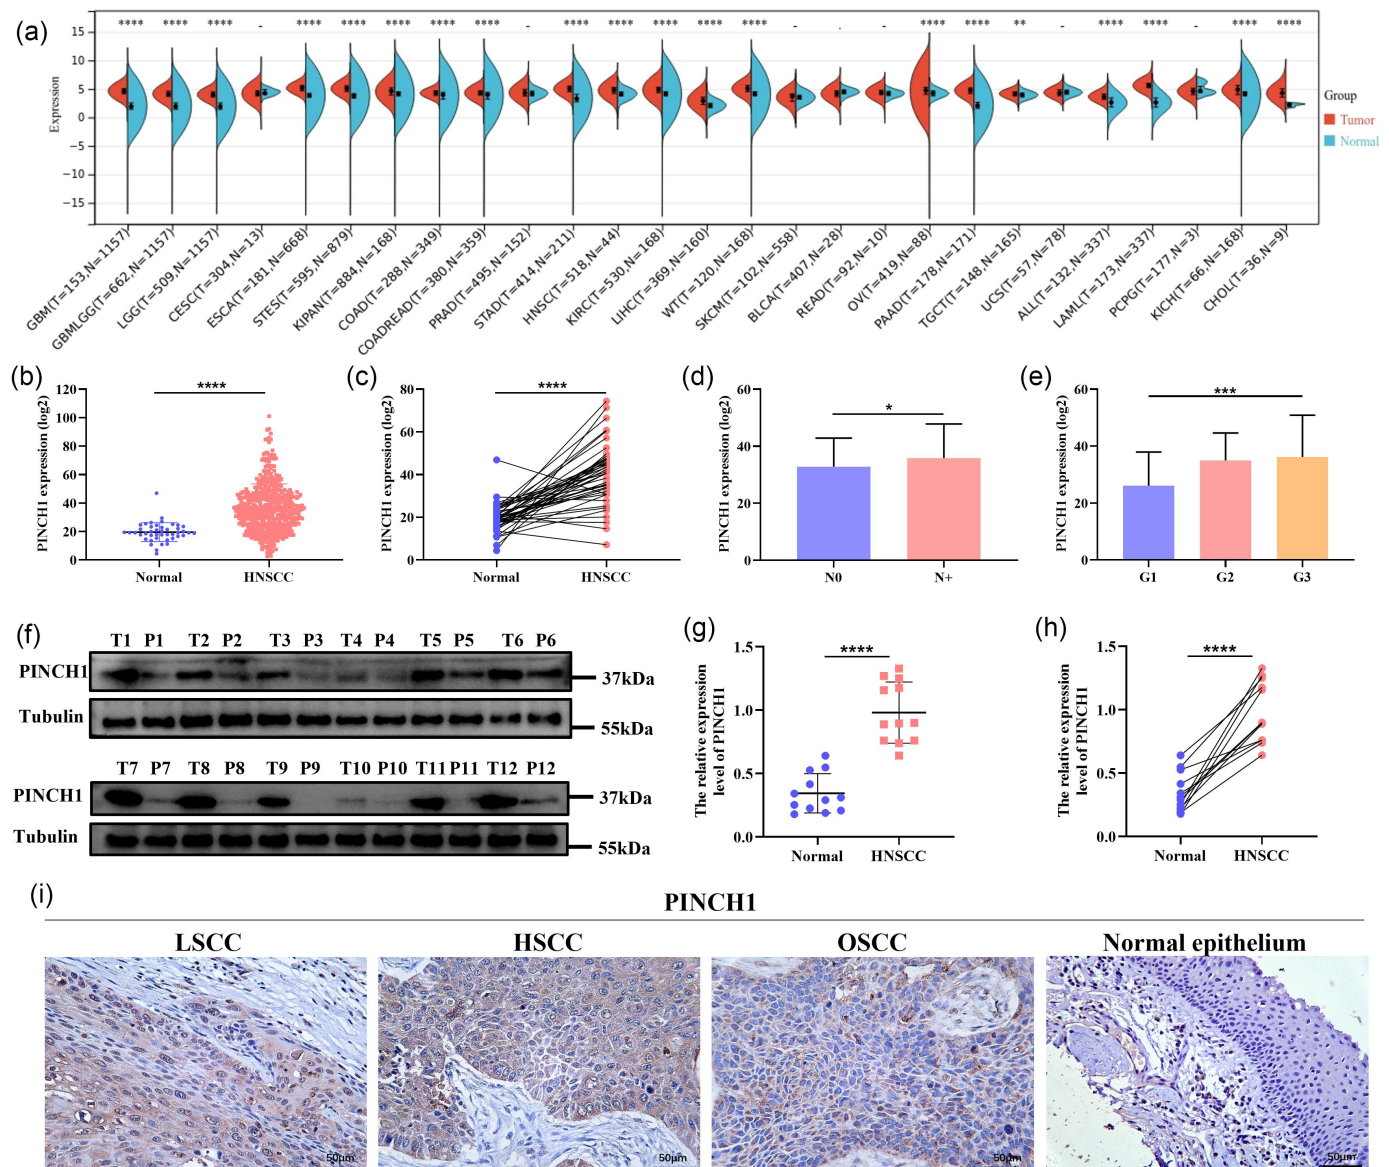 (a)
**** **** **** - **** **** **** **** **** - **** **** **** **** **** - . - **** **** ** - **** **** - **** ****
Expression
15
10
5
0
−5
−10
−15
Group
Tumor
Normal
GBM(T=153,N=1157)
GBMLGG(T=662,N=1157)
LGG(T=509,N=1157)
CESC(T=304,N=13)
ESCA(T=181,N=668)
STES(T=595,N=879)
KIPAN(T=884,N=168)
COAD(T=288,N=349)
COADREAD(T=380,N=359)
PRAD(T=495,N=152)
STAD(T=414,N=211)
HNSC(T=518,N=44)
KIRC(T=530,N=168)
LIHC(T=369,N=160)
WT(T=120,N=168)
SKCM(T=102,N=558)
BLCA(T=407,N=28)
READ(T=92,N=10)
OV(T=419,N=88)
PAAD(T=178,N=171)
TGCT(T=148,N=165)
UCS(T=57,N=78)
ALL(T=132,N=337)
LAML(T=173,N=337)
PCPG(T=177,N=3)
KICH(T=66,N=168)
CHOL(T=36,N=9)
(b)
PINCH1 expression (log2)
120
100
80
60
40
20
0
****
Normal HNSCC
(c)
PINCH1 expression (log2)
80
60
40
20
0
****
Normal HNSCC
(d)
PINCH1 expression (log2)
60
40
20
0
*
N0 N+
(e)
PINCH1 expression (log2)
60
40
20
0
***
G1 G2 G3
(f)
T1 P1 T2 P2 T3 P3 T4 P4 T5 P5 T6 P6
PINCH1 37kDa
Tubulin 55kDa
T7 P7 T8 P8 T9 P9 T10 P10 T11 P11 T12 P12
PINCH1 37kDa
Tubulin 55kDa
(g)
The relative expression
level of PINCH1
1.5
1.0
0.5
0.0
****
Normal HNSCC
(h)
The relative expression
level of PINCH1
1.5
1.0
0.5
0.0
****
Normal HNSCC
(i)
PINCH1
LSCC HSCC OSCC Normal epithelium
50μm 50μm 50μm 50μm